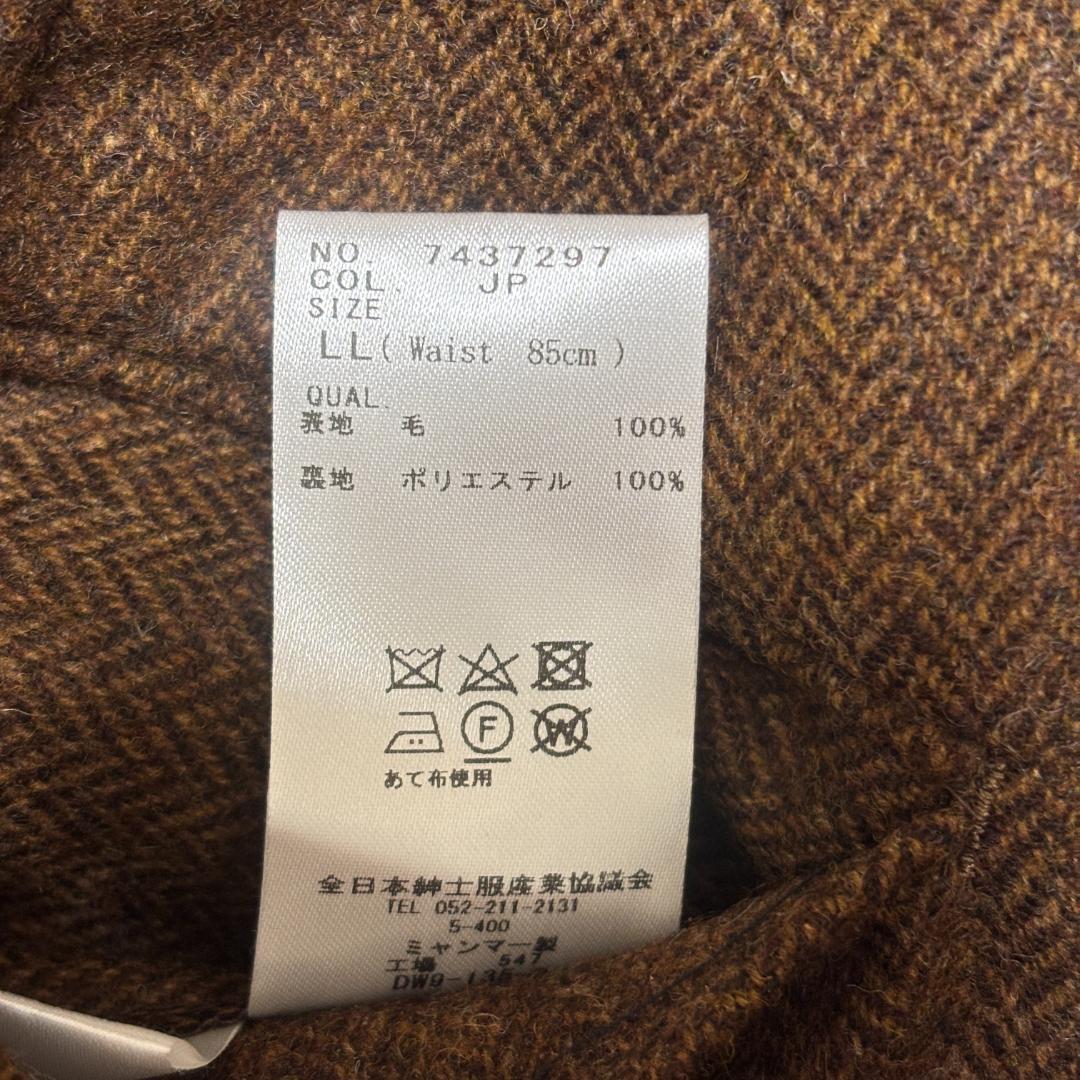 NO. 7437297
COL. JP
SIZE
LL( Waist 85cm )
QUAL.
表地 毛 100%
裏地 ポリエステル 100%
F W
あて布使用
全日本紳士服産業協議会
TEL 052-211-2131
5-400
ミャンマー製
工場 547